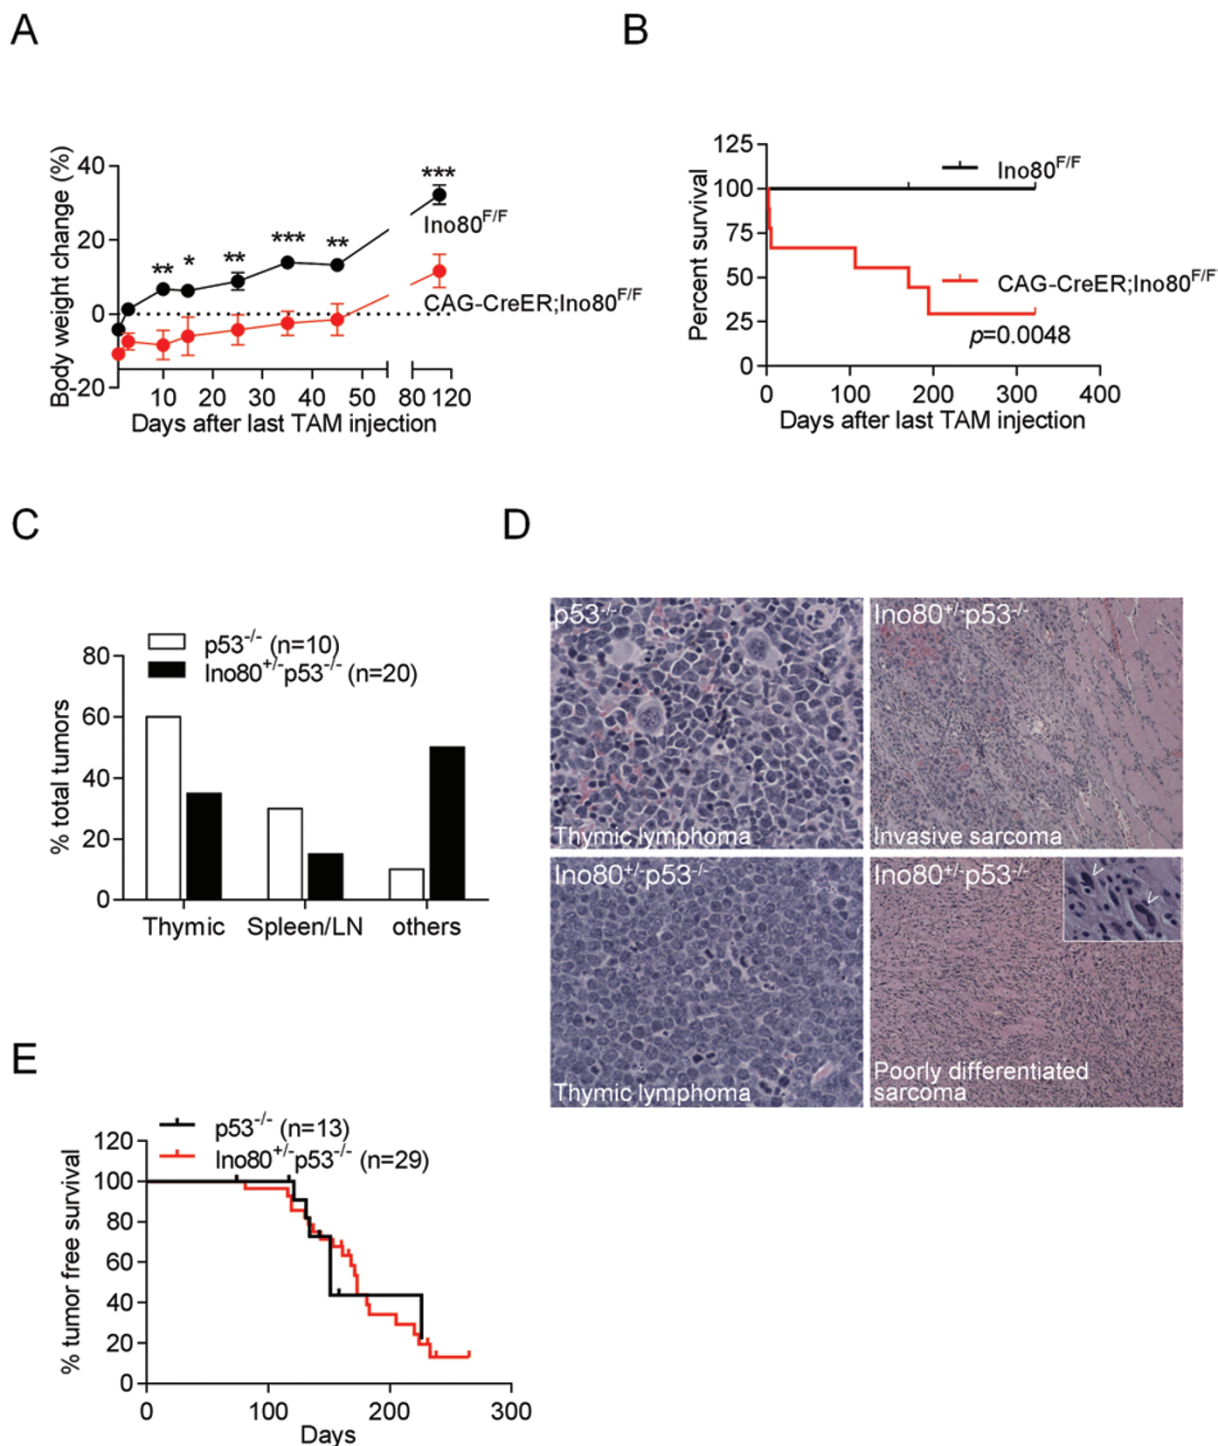 A
Body weight change (%)
40
20
0
-20
** * ** *** ** ***
Ino80F/F
CAG-CreER;Ino80F/F
10 20 30 40 50 80 120
Days after last TAM injection
B
Percent survival
125
100
75
50
25
0
Ino80F/F
CAG-CreER;Ino80F/F
p=0.0048
0 100 200 300 400
Days after last TAM injection
C
p53-/- (n=10)
Ino80+/-p53-/- (n=20)
% total tumors
80
60
40
20
0
Thymic Spleen/LN others
D
p53-/-
Thymic lymphoma
Ino80+/-p53-/-
Invasive sarcoma
Ino80+/-p53-/-
Thymic lymphoma
Ino80+/-p53-/-
Poorly differentiated
sarcoma
E
p53-/- (n=13)
Ino80+/-p53-/- (n=29)
% tumor free survival
120
100
80
60
40
20
0
0 100 200 300
Days